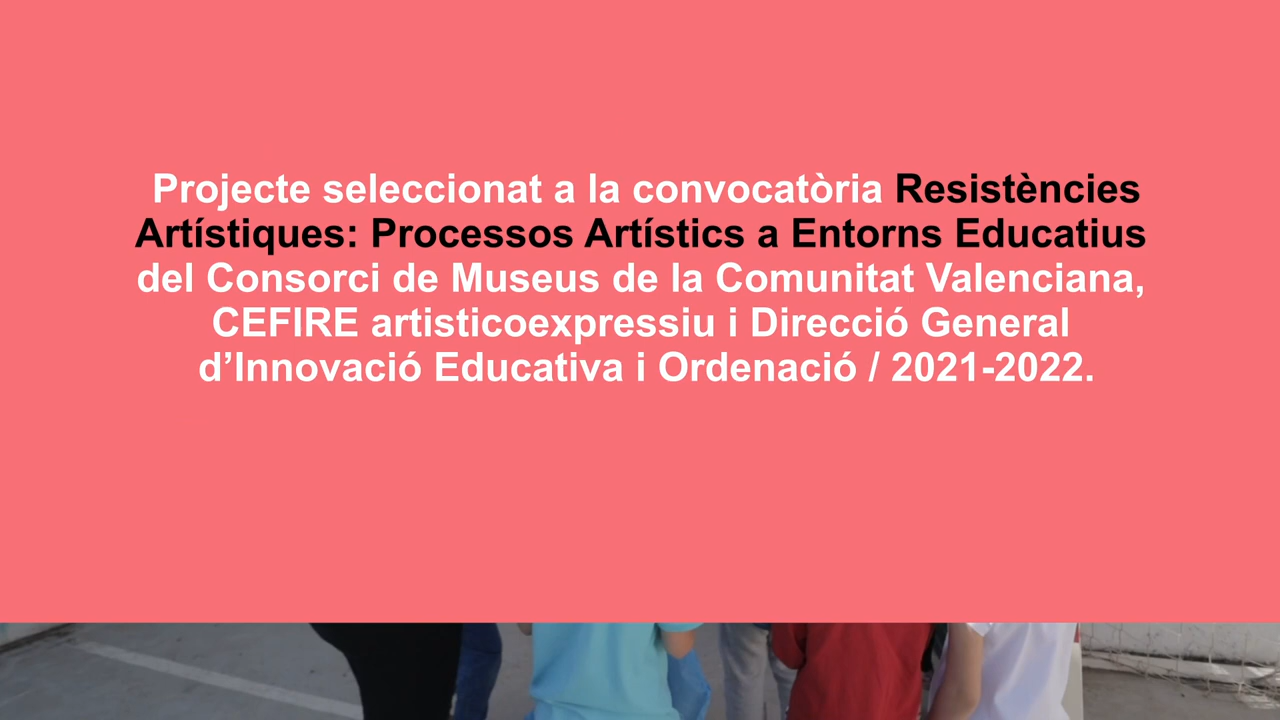 Projecte seleccionat a la convocatòria Resistències
Artístiques: Processos Artístics a Entorns Educatius
del Consorci de Museus de la Comunitat Valenciana,
CEFIRE artisticoexpressiu i Direcció General
d’Innovació Educativa i Ordenació / 2021-2022.